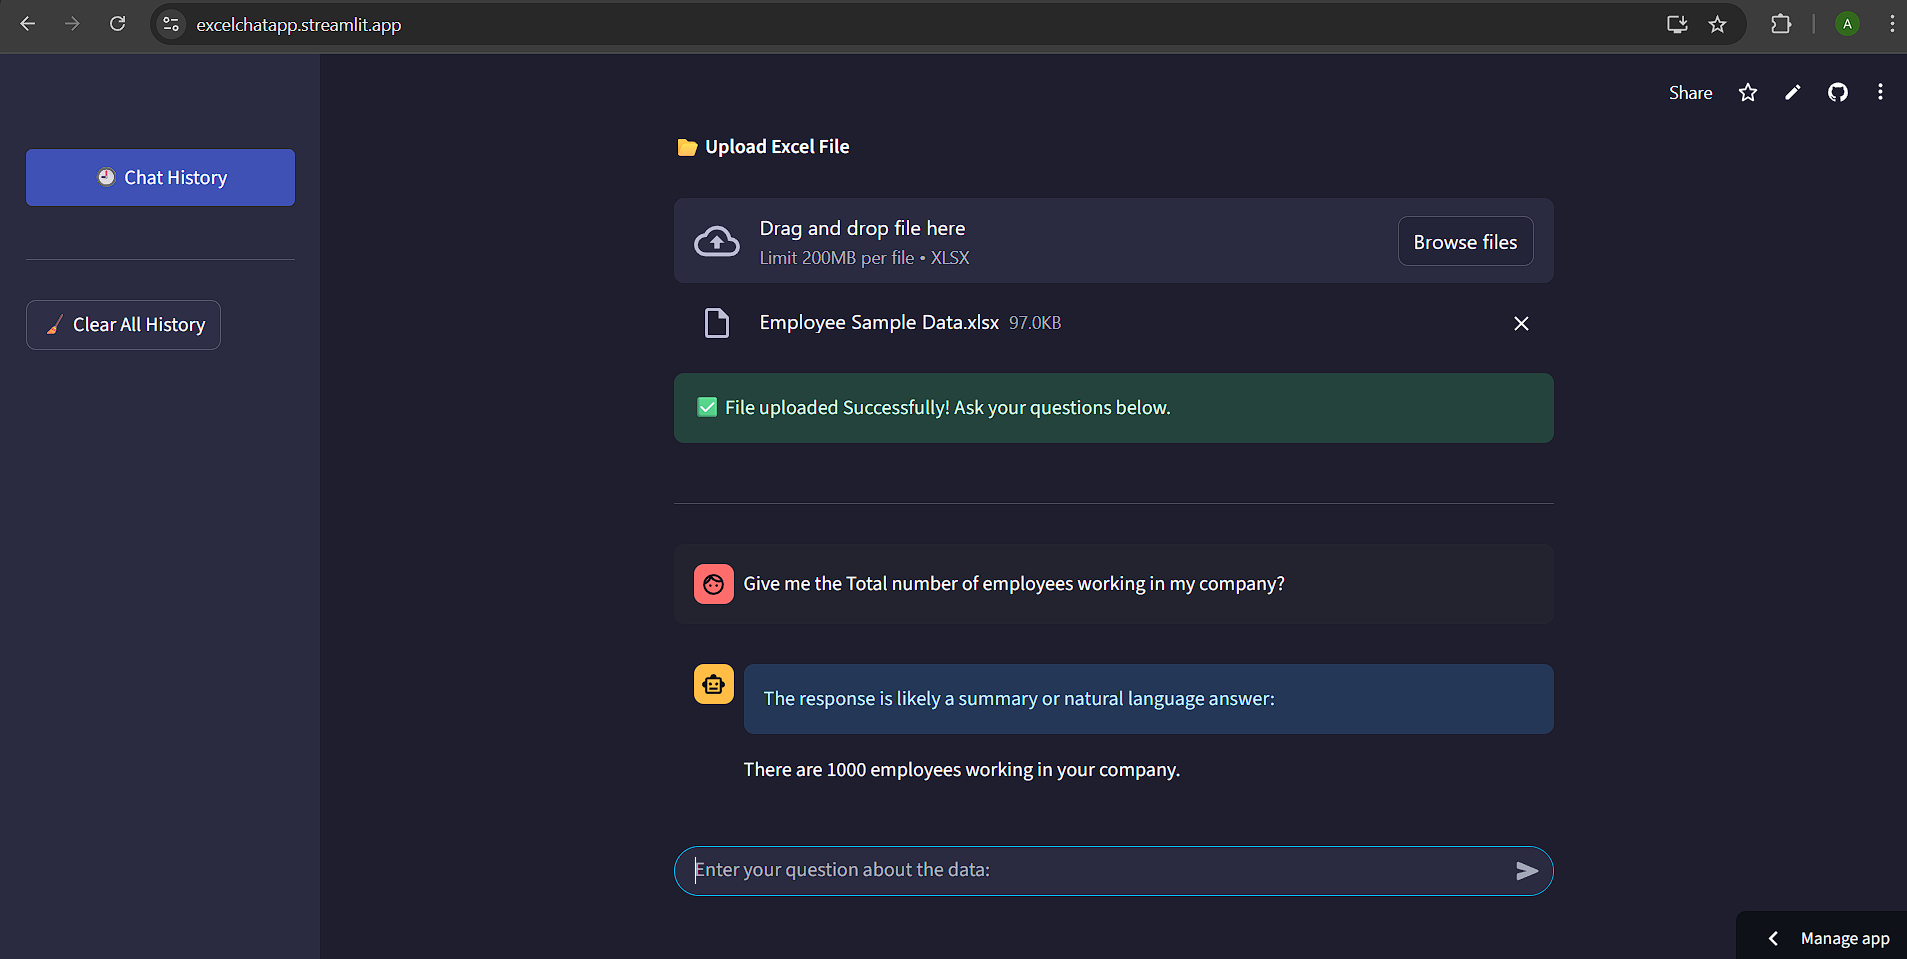 excelchatapp.streamlit.app
A
Share
Chat History
Clear All History
Upload Excel File
Drag and drop file here
Limit 200MB per file • XLSX
Browse files
Employee Sample Data.xlsx 97.0KB
File uploaded Successfully! Ask your questions below.
Give me the Total number of employees working in my company?
The response is likely a summary or natural language answer:
There are 1000 employees working in your company.
Enter your question about the data:
Manage app